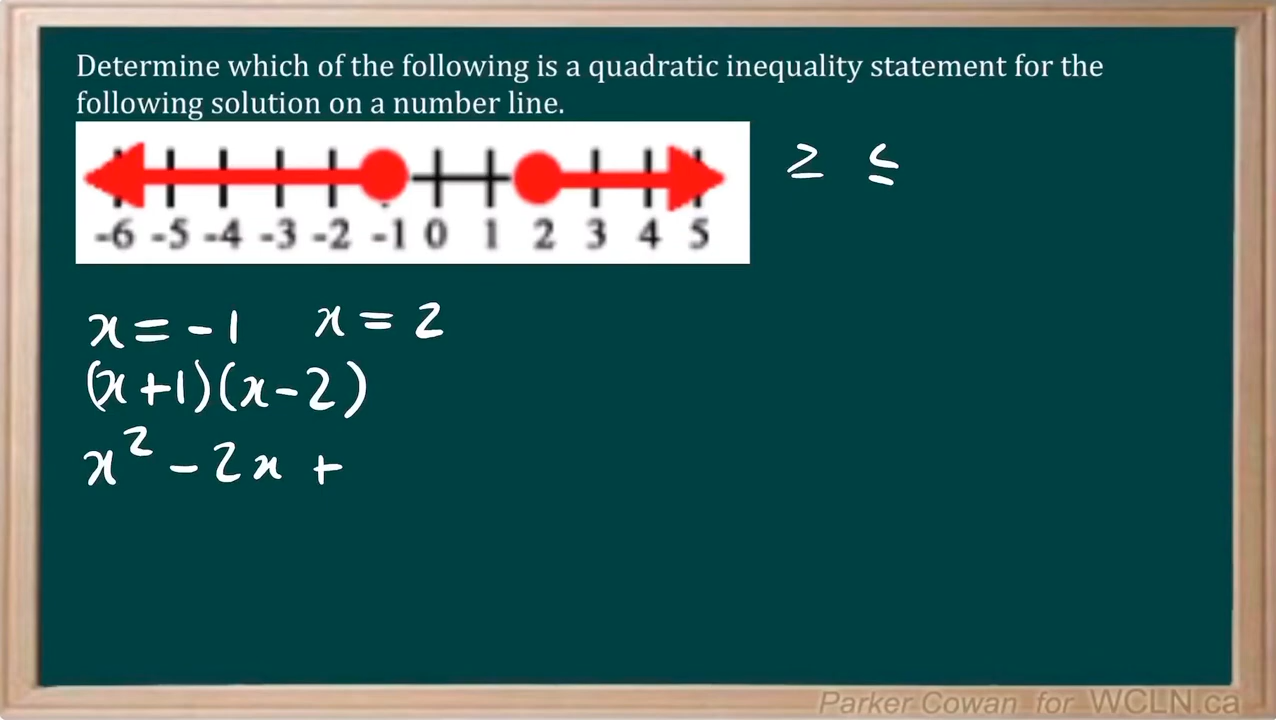 Determine which of the following is a quadratic inequality statement for the
following solution on a number line.
≥ ≤
-6 -5 -4 -3 -2 -1 0 1 2 3 4 5
x = -1 x = 2
(x+1)(x-2)
x² - 2x +
Parker Cowan for WCLN.ca